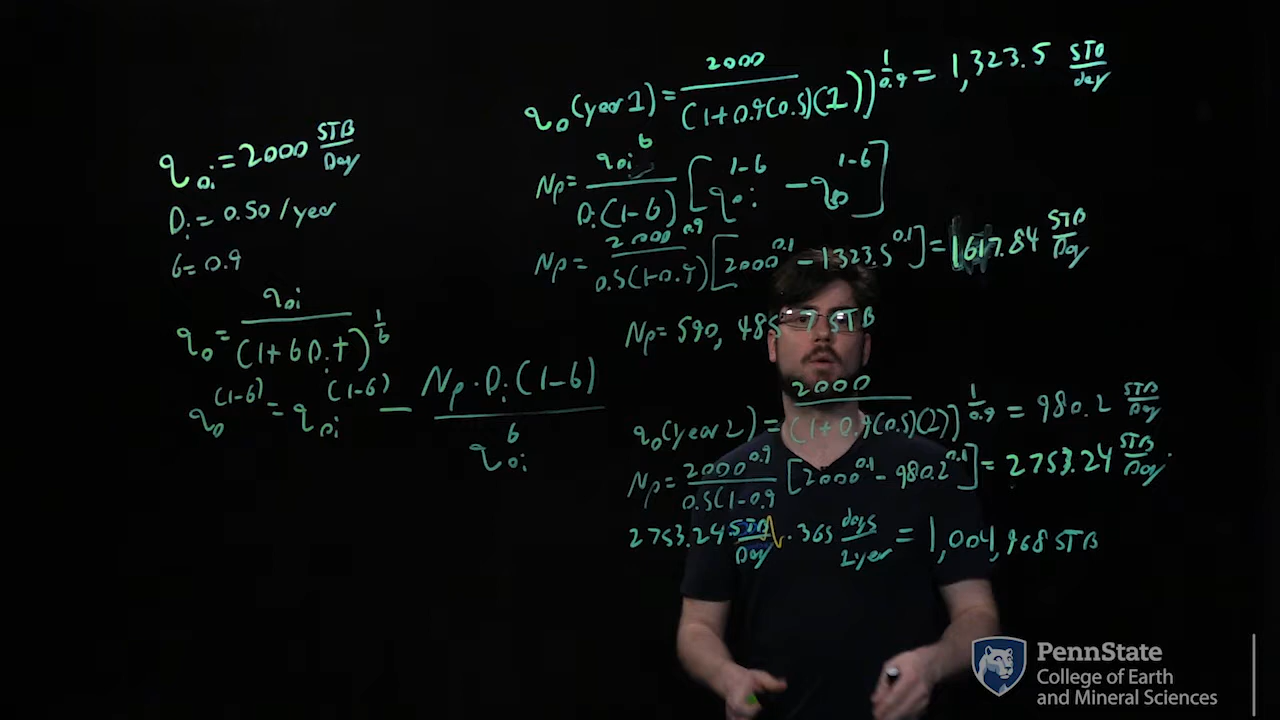 q_oi = 2000 STB/Day
D_i = 0.50 /year
b = 0.9
q_o = q_oi / (1 + b D_i t)^(1/b)
q_o^(1-b) = q_oi^(1-b) - N_p · D_i (1-b) / q_oi^b
q_o (year 1) = 2000 / (1 + 0.9(0.5)(1))^(1/0.9) = 1,323.5 STB/day
N_p = q_oi^b / D_i(1-b) [q_oi^(1-b) - q_o^(1-b)]
N_p = 2000^0.9 / 0.5(1-0.9) [2000^0.1 - 1323.5^0.1] = 1617.84 STB/Day
N_p = 590, 485 7 STB
q_o (year 2) = 2000 / (1 + 0.9(0.5)(2))^(1/0.9) = 980.2 STB/Day
N_p = 2000^0.9 / 0.5(1-0.9 [2000^0.1 - 980.2^0.1] = 2753.24 STB/Day
2753.24 STB/Day · 365 days/1 year = 1,004,968 STB
PennState
College of Earth
and Mineral Sciences